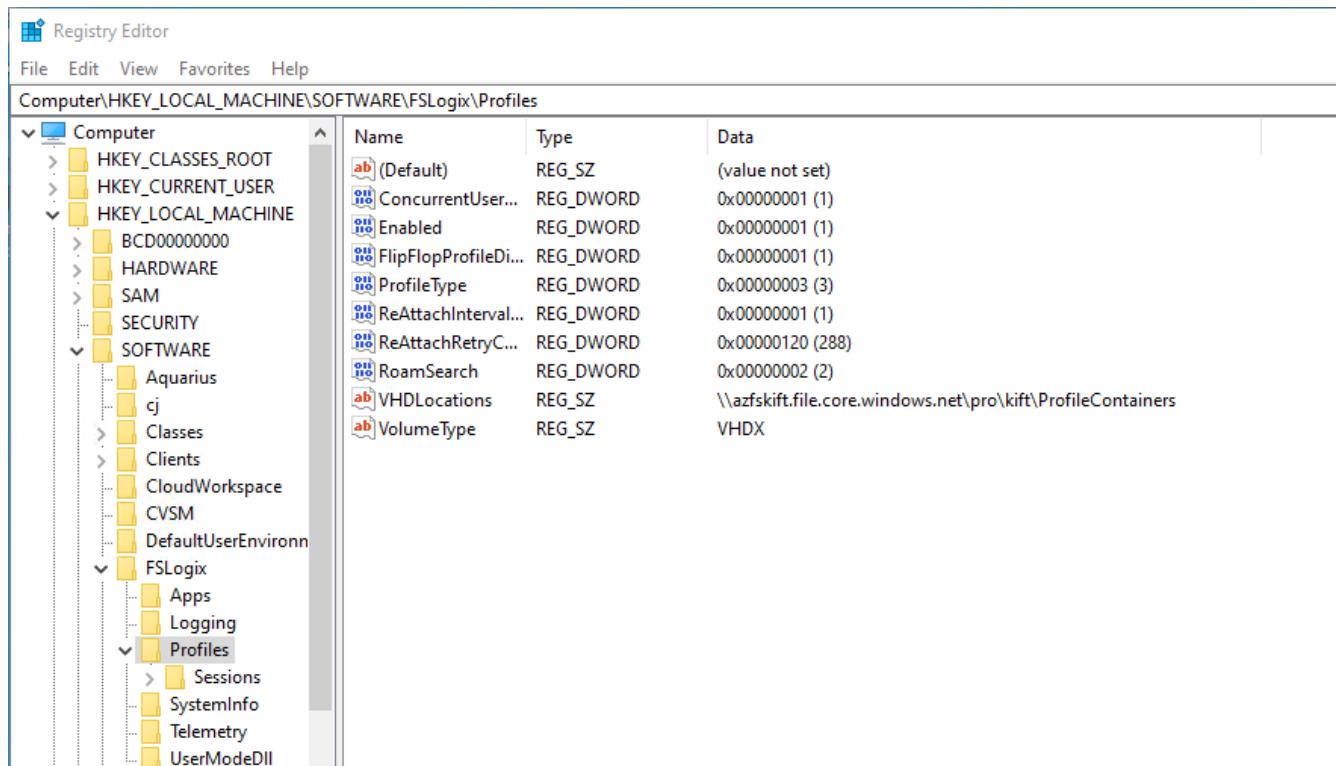 Registry Editor
File Edit View Favorites Help
Computer\HKEY_LOCAL_MACHINE\SOFTWARE\FSLogix\Profiles
Computer
HKEY_CLASSES_ROOT
HKEY_CURRENT_USER
HKEY_LOCAL_MACHINE
BCD00000000
HARDWARE
SAM
SECURITY
SOFTWARE
Aquarius
cj
Classes
Clients
CloudWorkspace
CVSM
DefaultUserEnvironn
FSLogix
Apps
Logging
Profiles
Sessions
SystemInfo
Telemetry
UserModeDll
Name Type Data
(Default) REG_SZ (value not set)
ConcurrentUser... REG_DWORD 0x00000001 (1)
Enabled REG_DWORD 0x00000001 (1)
FlipFlopProfileDi... REG_DWORD 0x00000001 (1)
ProfileType REG_DWORD 0x00000003 (3)
ReAttachInterval... REG_DWORD 0x00000001 (1)
ReAttachRetryC... REG_DWORD 0x00000120 (288)
RoamSearch REG_DWORD 0x00000002 (2)
VHDLocations REG_SZ \\azfskift.file.core.windows.net\pro\kift\ProfileContainers
VolumeType REG_SZ VHDX